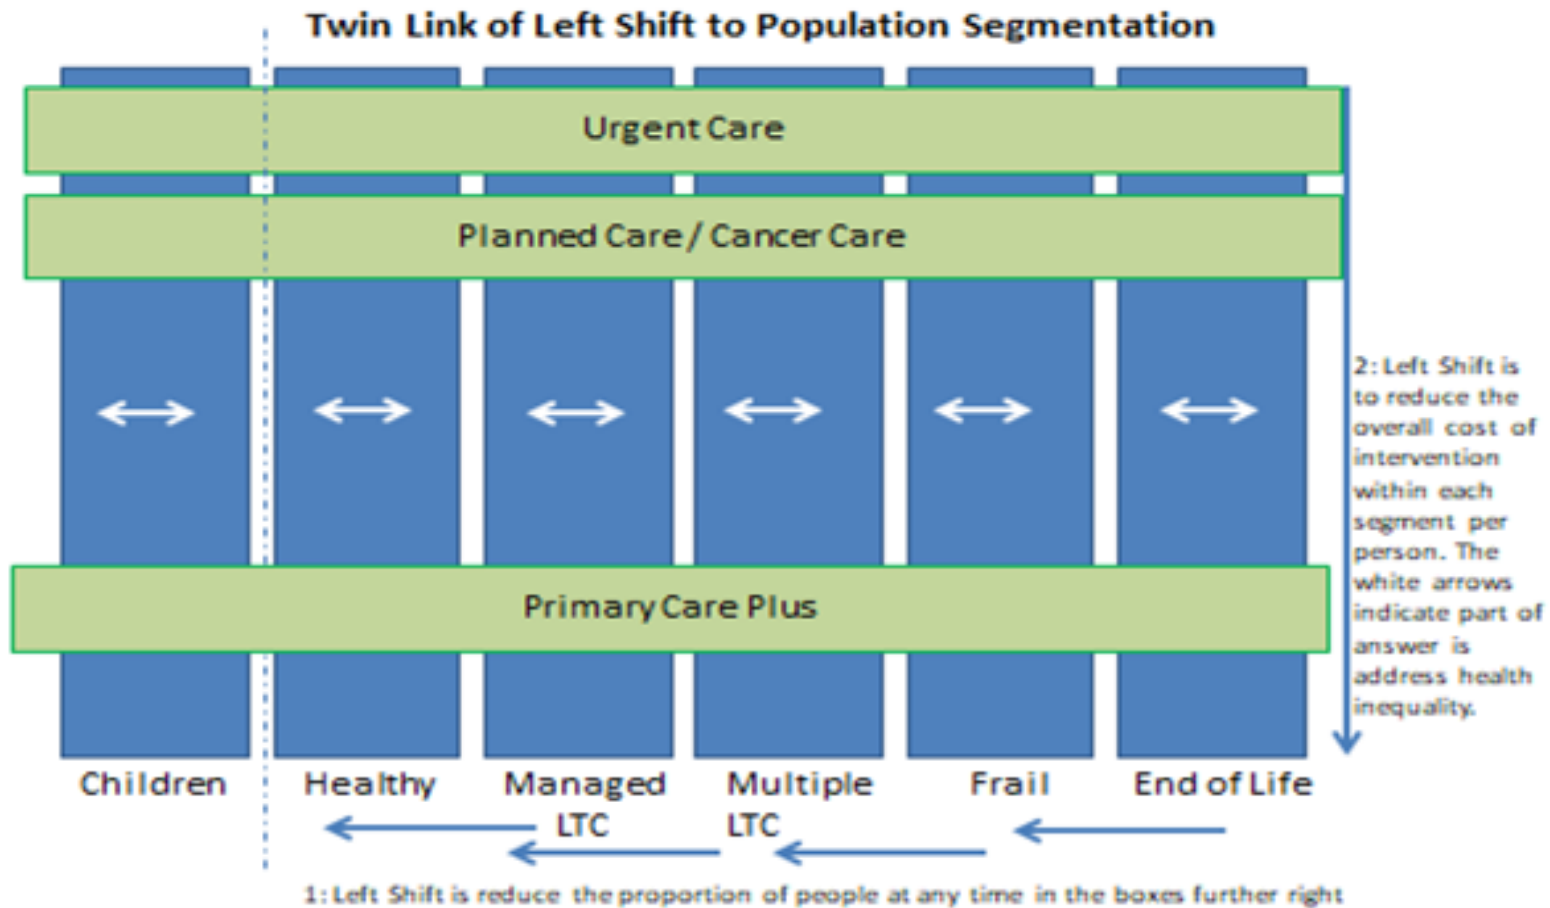 Twin Link of Left Shift to Population Segmentation
Urgent Care
Planned Care / Cancer Care
Primary Care Plus
2: Left Shift is
to reduce the
overall cost of
intervention
within each
segment per
person. The
white arrows
indicate part of
answer is
address health
inequality.
Children
Healthy
Managed
LTC
Multiple
LTC
Frail
End of Life
1: Left Shift is reduce the proportion of people at any time in the boxes further right